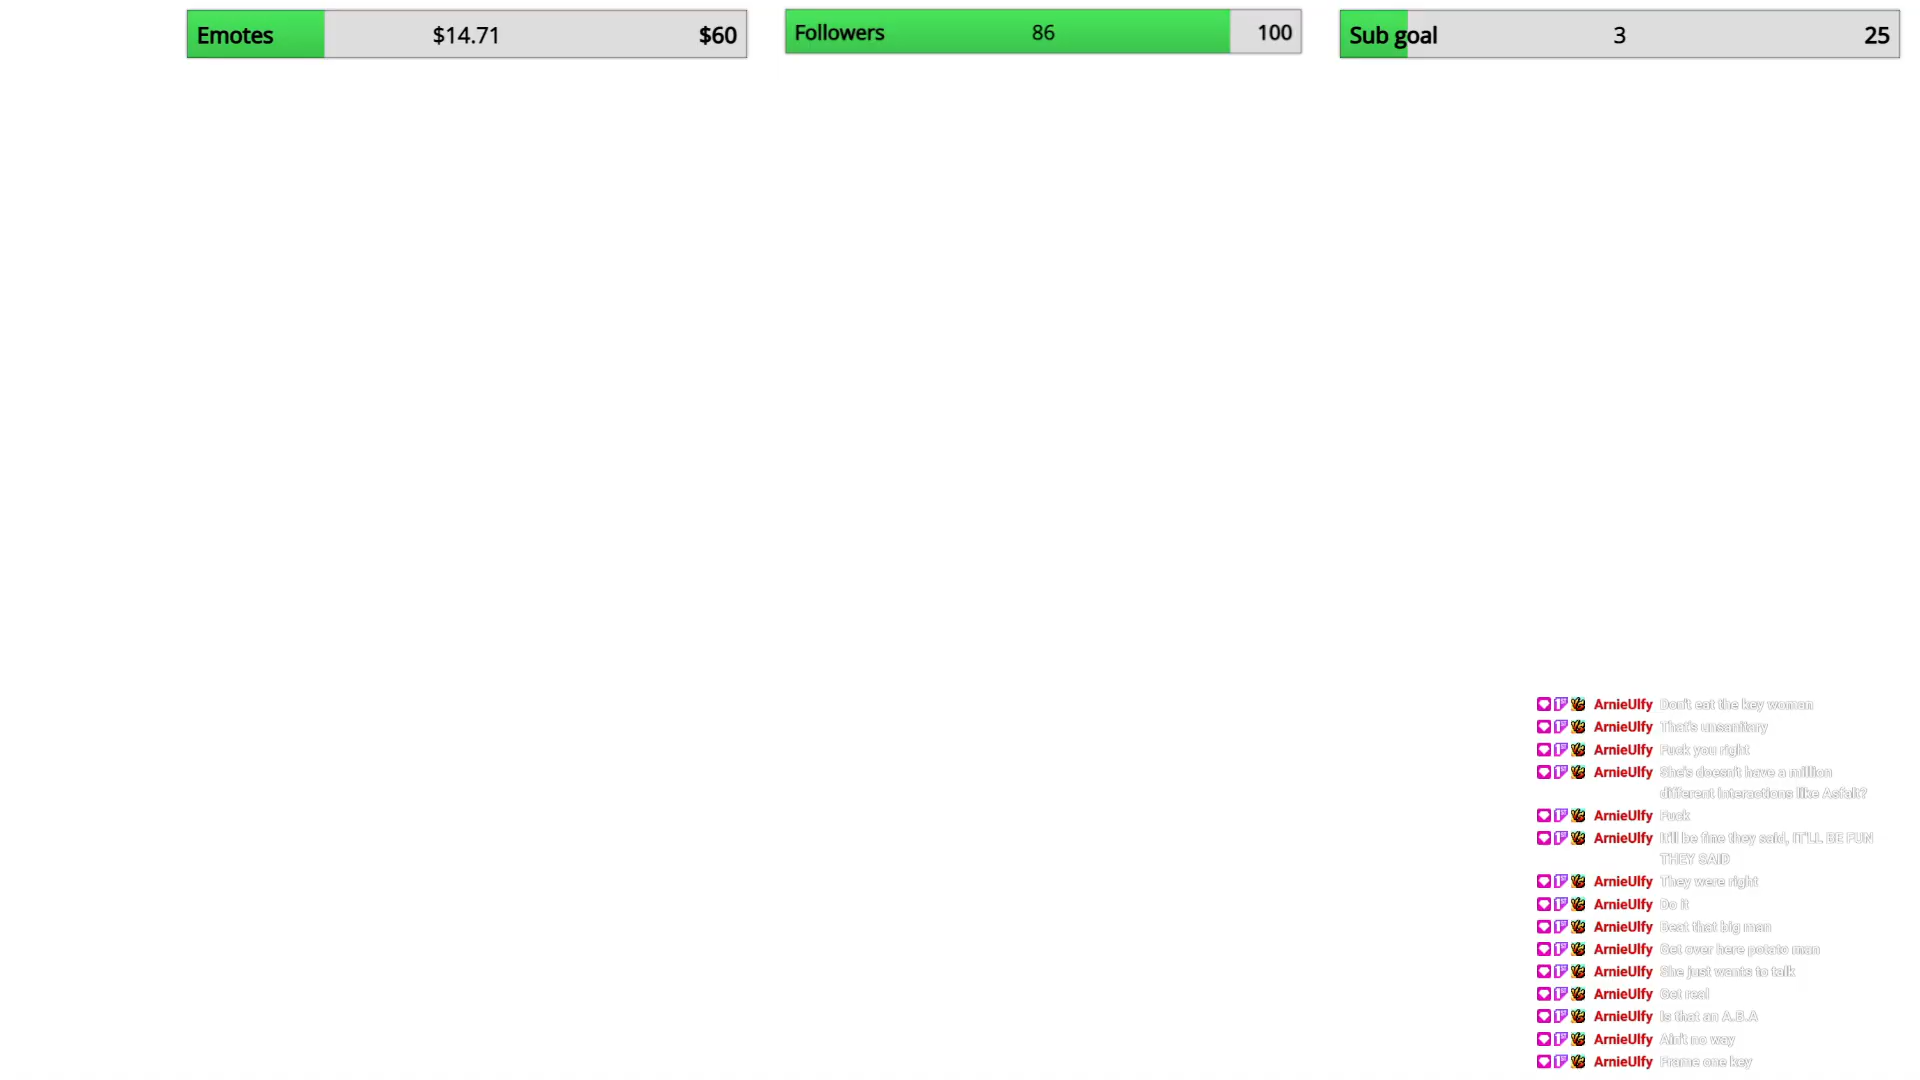 Emotes $14.71 $60
Followers 86 100
Sub goal 3 25
ArnieUlfy Don't eat the key woman
ArnieUlfy That's unsanitary
ArnieUlfy Fuck you right
ArnieUlfy She's doesn't have a million
different interactions like Asfalt?
ArnieUlfy Fuck
ArnieUlfy It'll be fine they said, IT'LL BE FUN
THEY SAID
ArnieUlfy They were right
ArnieUlfy Do it
ArnieUlfy Beat that big man
ArnieUlfy Get over here potato man
ArnieUlfy She just wants to talk
ArnieUlfy Get real
ArnieUlfy Is that an A.B.A
ArnieUlfy Ain't no way
ArnieUlfy Frame one key